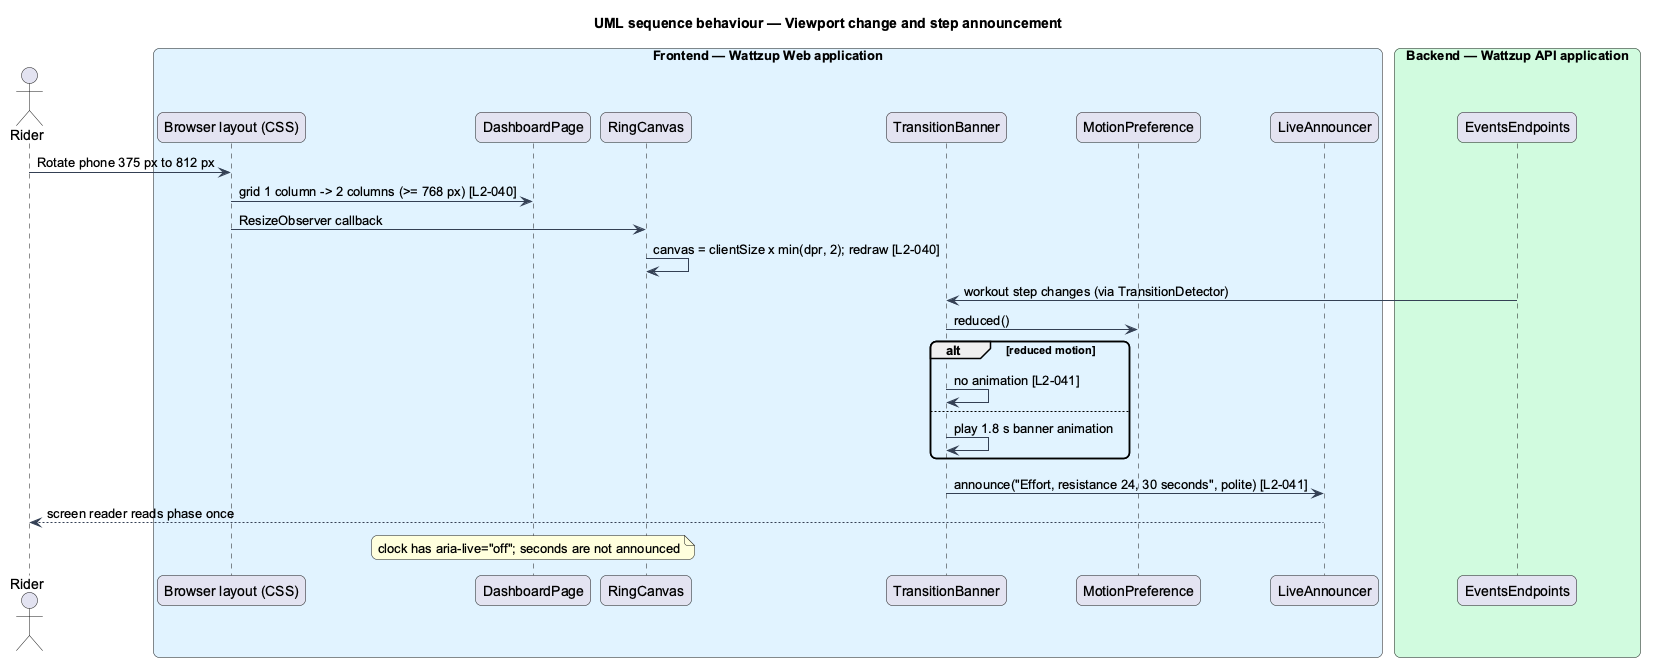 UML sequence behaviour — Viewport change and step announcement
Frontend — Wattzup Web application
Backend — Wattzup API application
Rider
Browser layout (CSS)
DashboardPage
RingCanvas
TransitionBanner
MotionPreference
LiveAnnouncer
EventsEndpoints
Rotate phone 375 px to 812 px
grid 1 column -> 2 columns (>= 768 px) [L2-040]
ResizeObserver callback
canvas = clientSize x min(dpr, 2); redraw [L2-040]
workout step changes (via TransitionDetector)
reduced()
alt
[reduced motion]
no animation [L2-041]
play 1.8 s banner animation
announce("Effort, resistance 24, 30 seconds", polite) [L2-041]
screen reader reads phase once
clock has aria-live="off"; seconds are not announced
Rider
Browser layout (CSS)
DashboardPage
RingCanvas
TransitionBanner
MotionPreference
LiveAnnouncer
EventsEndpoints